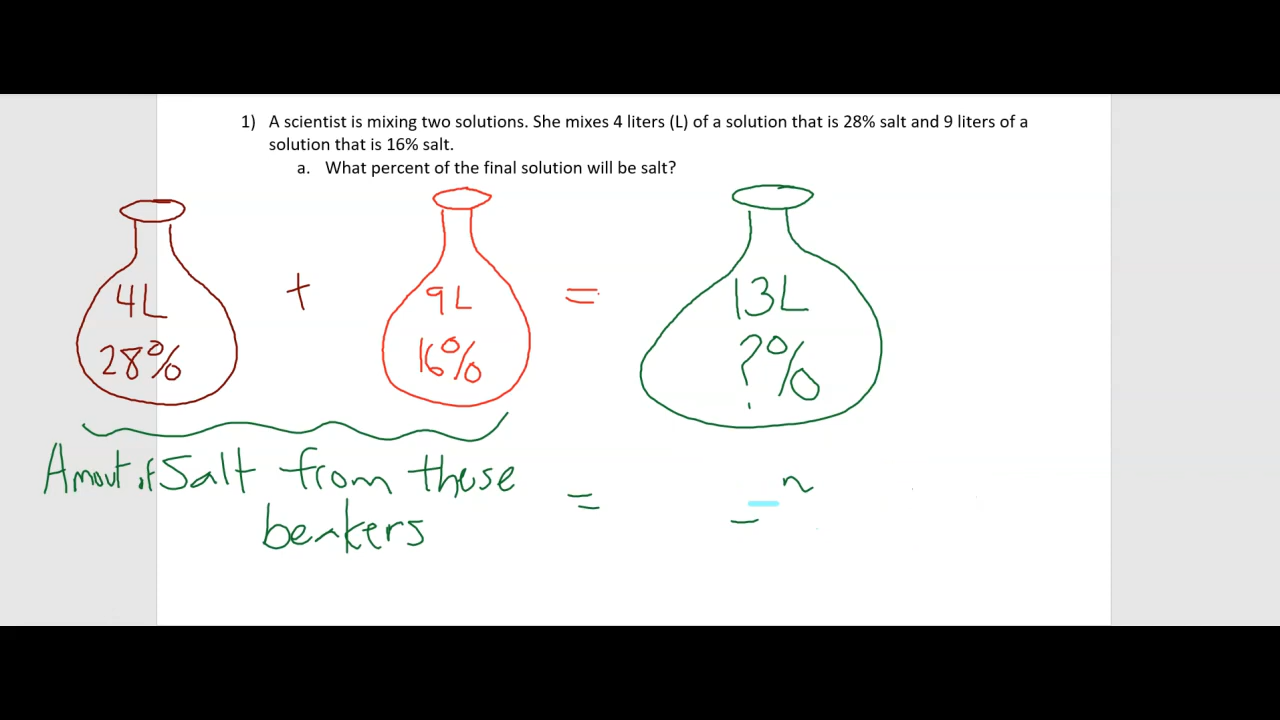 1) A scientist is mixing two solutions. She mixes 4 liters (L) of a solution that is 28% salt and 9 liters of a
solution that is 16% salt.
a. What percent of the final solution will be salt?
4L + 9L = 13L
28% 16% ?%
Amout of Salt from these
beakers =